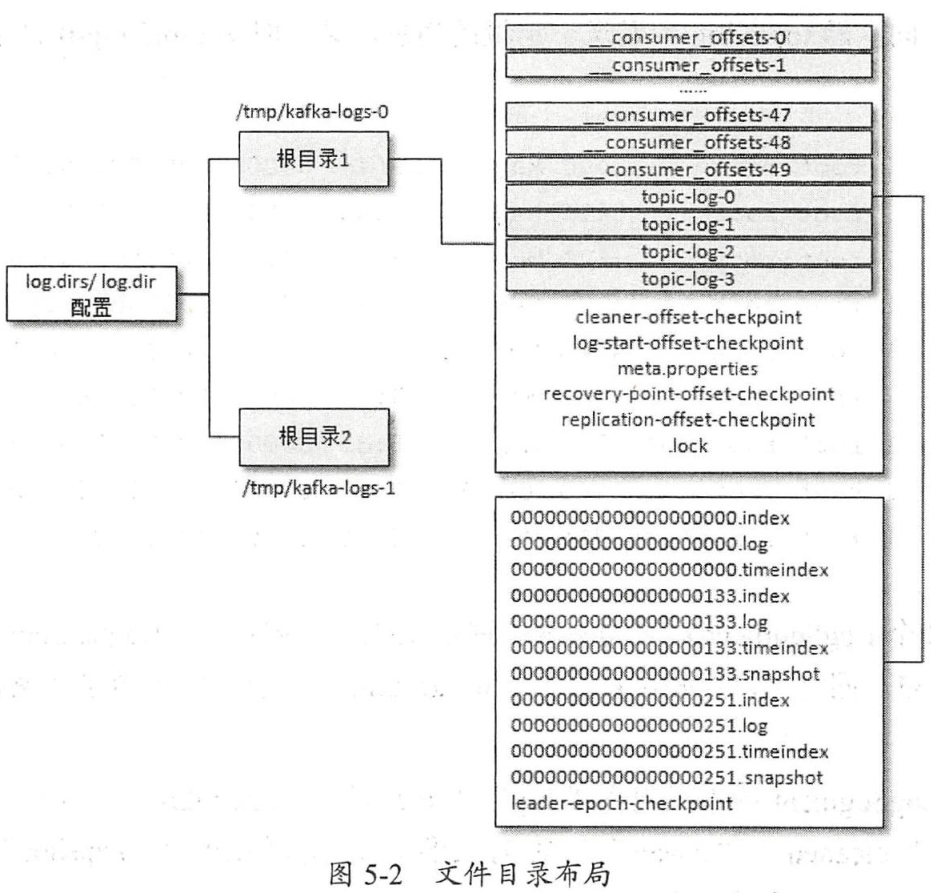 log.dirs/ log.dir
配置
/tmp/kafka-logs-0
根目录1
根目录2
/tmp/kafka-logs-1
__consumer_offsets-0
__consumer_offsets-1
......
__consumer_offsets-47
__consumer_offsets-48
__consumer_offsets-49
topic-log-0
topic-log-1
topic-log-2
topic-log-3
cleaner-offset-checkpoint
log-start-offset-checkpoint
meta.properties
recovery-point-offset-checkpoint
replication-offset-checkpoint
.lock
00000000000000000000.index
00000000000000000000.log
00000000000000000000.timeindex
00000000000000000133.index
00000000000000000133.log
00000000000000000133.timeindex
00000000000000000133.snapshot
00000000000000000251.index
00000000000000000251.log
00000000000000000251.timeindex
00000000000000000251.snapshot
leader-epoch-checkpoint
图 5-2 文件目录布局